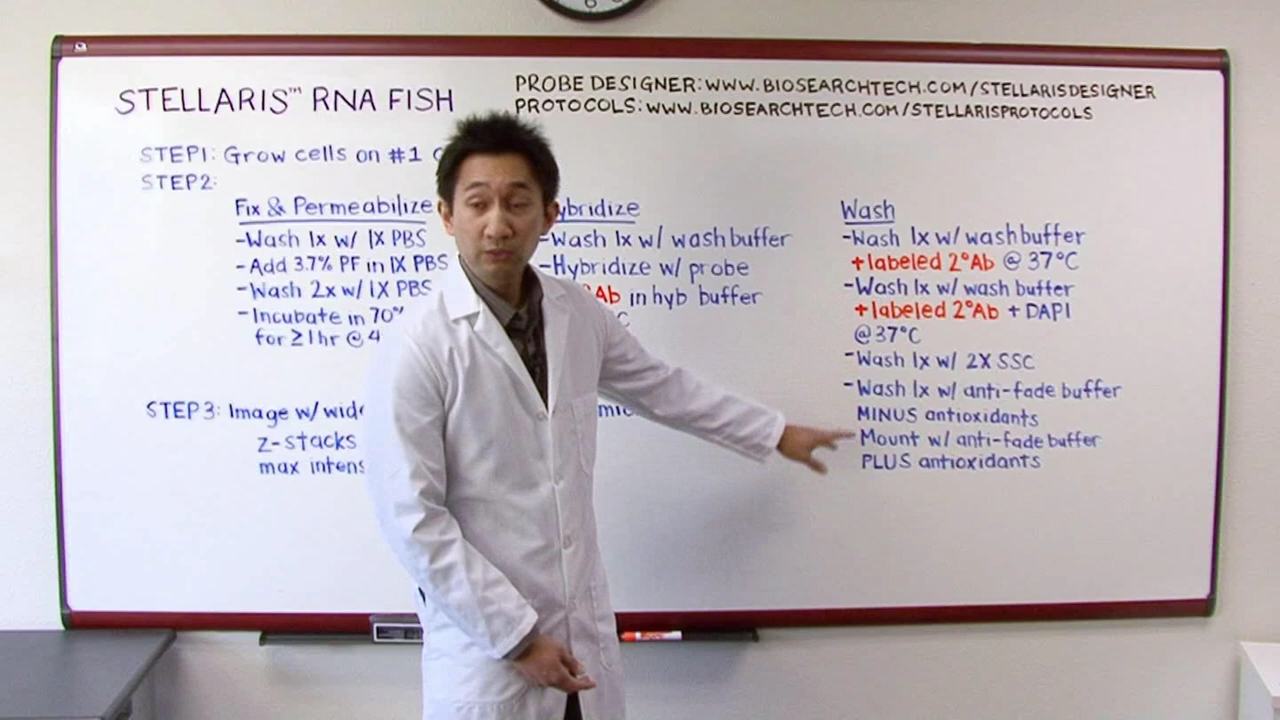 STELLARIS™ RNA FISH
PROBE DESIGNER: WWW.BIOSEARCHTECH.COM/STELLARISDESIGNER
PROTOCOLS: WWW.BIOSEARCHTECH.COM/STELLARISPROTOCOLS
STEP1: Grow cells on #1
STEP2:
Fix & Permeabilize
-Wash 1x w/ 1X PBS
-Add 3.7% PF in 1X PBS
-Wash 2x w/ 1X PBS
-Incubate in 70%
for ≥1hr @ 4
ybridize
-Wash 1x w/ wash buffer
-Hybridize w/ probe
Ab in hyb buffer
C
Wash
-Wash 1x w/ wash buffer
+labeled 2°Ab @ 37°C
-Wash 1x w/ wash buffer
+labeled 2°Ab + DAPI
@37°C
-Wash 1x w/ 2X SSC
-Wash 1x w/ anti-fade buffer
MINUS antioxidants
Mount w/ anti-fade buffer
PLUS antioxidants
STEP3: Image w/ wide
z-stacks
max intens
6